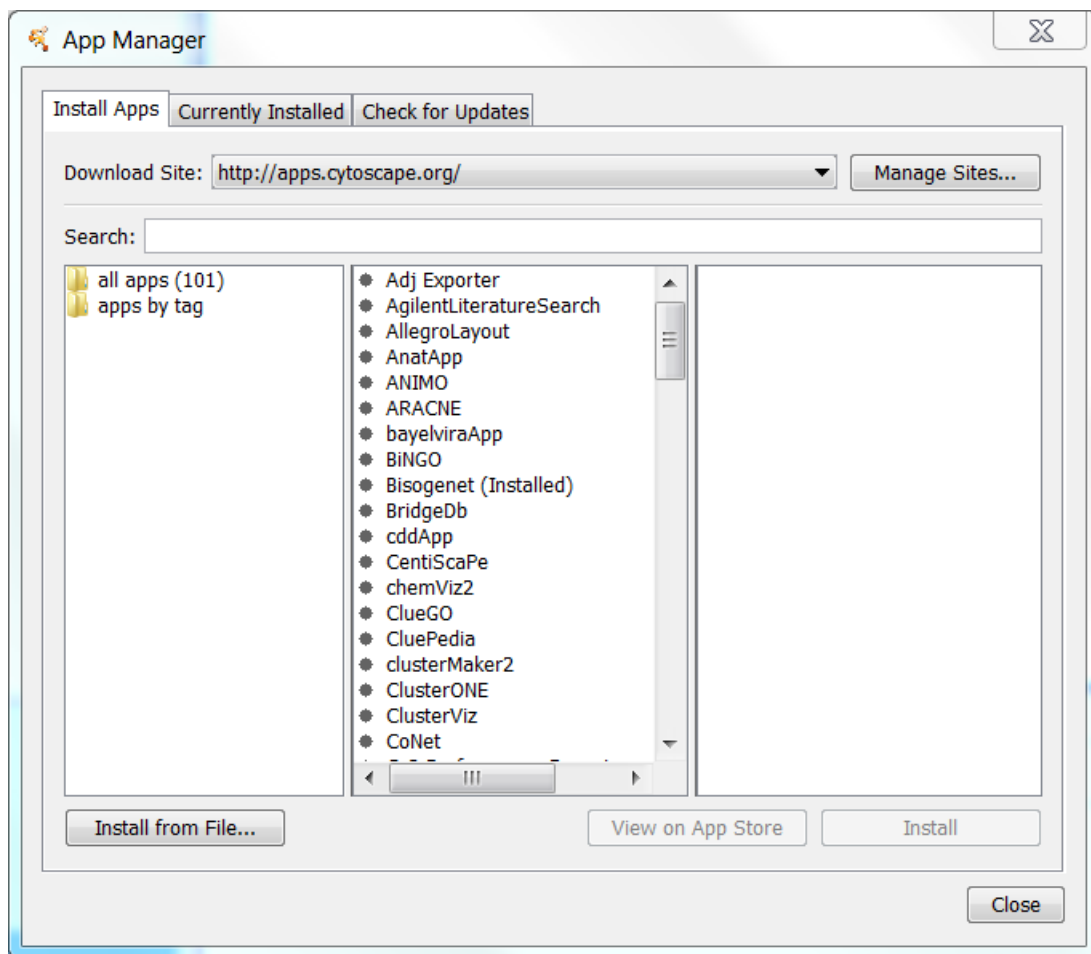 App Manager
Install Apps Currently Installed Check for Updates
Download Site: http://apps.cytoscape.org/ Manage Sites...
Search:
all apps (101)
apps by tag
Adj Exporter
AgilentLiteratureSearch
AllegroLayout
AnatApp
ANIMO
ARACNE
bayelviraApp
BiNGO
Bisogenet (Installed)
BridgeDb
cddApp
CentiScaPe
chemViz2
ClueGO
CluePedia
clusterMaker2
ClusterONE
ClusterViz
CoNet
Install from File... View on App Store Install
Close